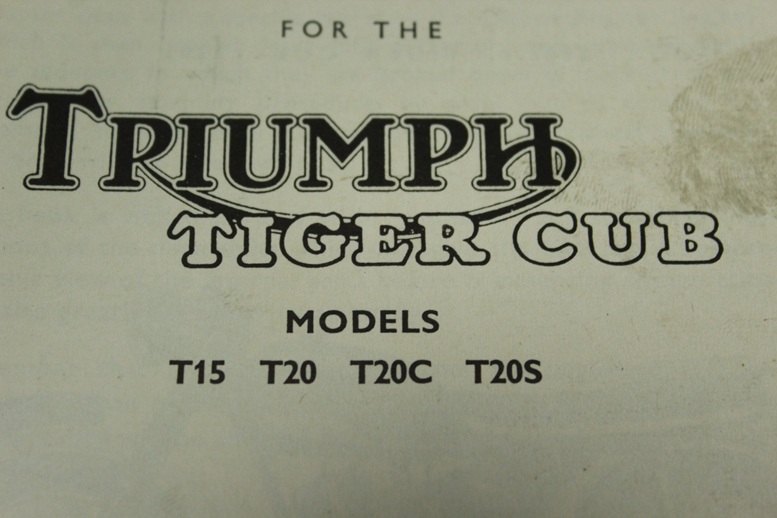 FOR THE
TRIUMPH
TIGER CUB
MODELS
T15 T20 T20C T20S